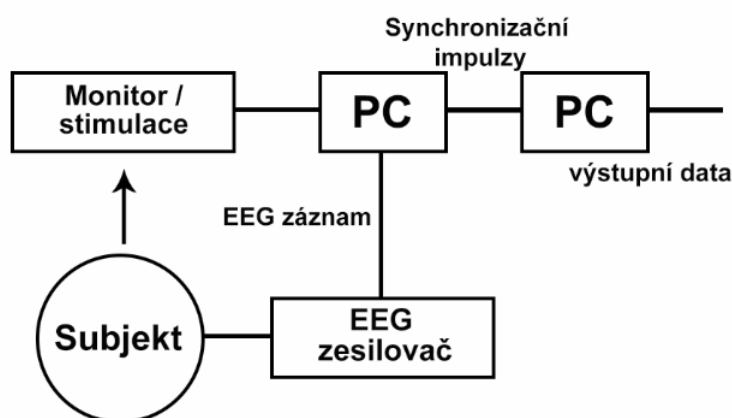 Synchronizační
impulzy
Monitor /
stimulace
PC
PC
výstupní data
EEG záznam
Subjekt
EEG
zesilovač